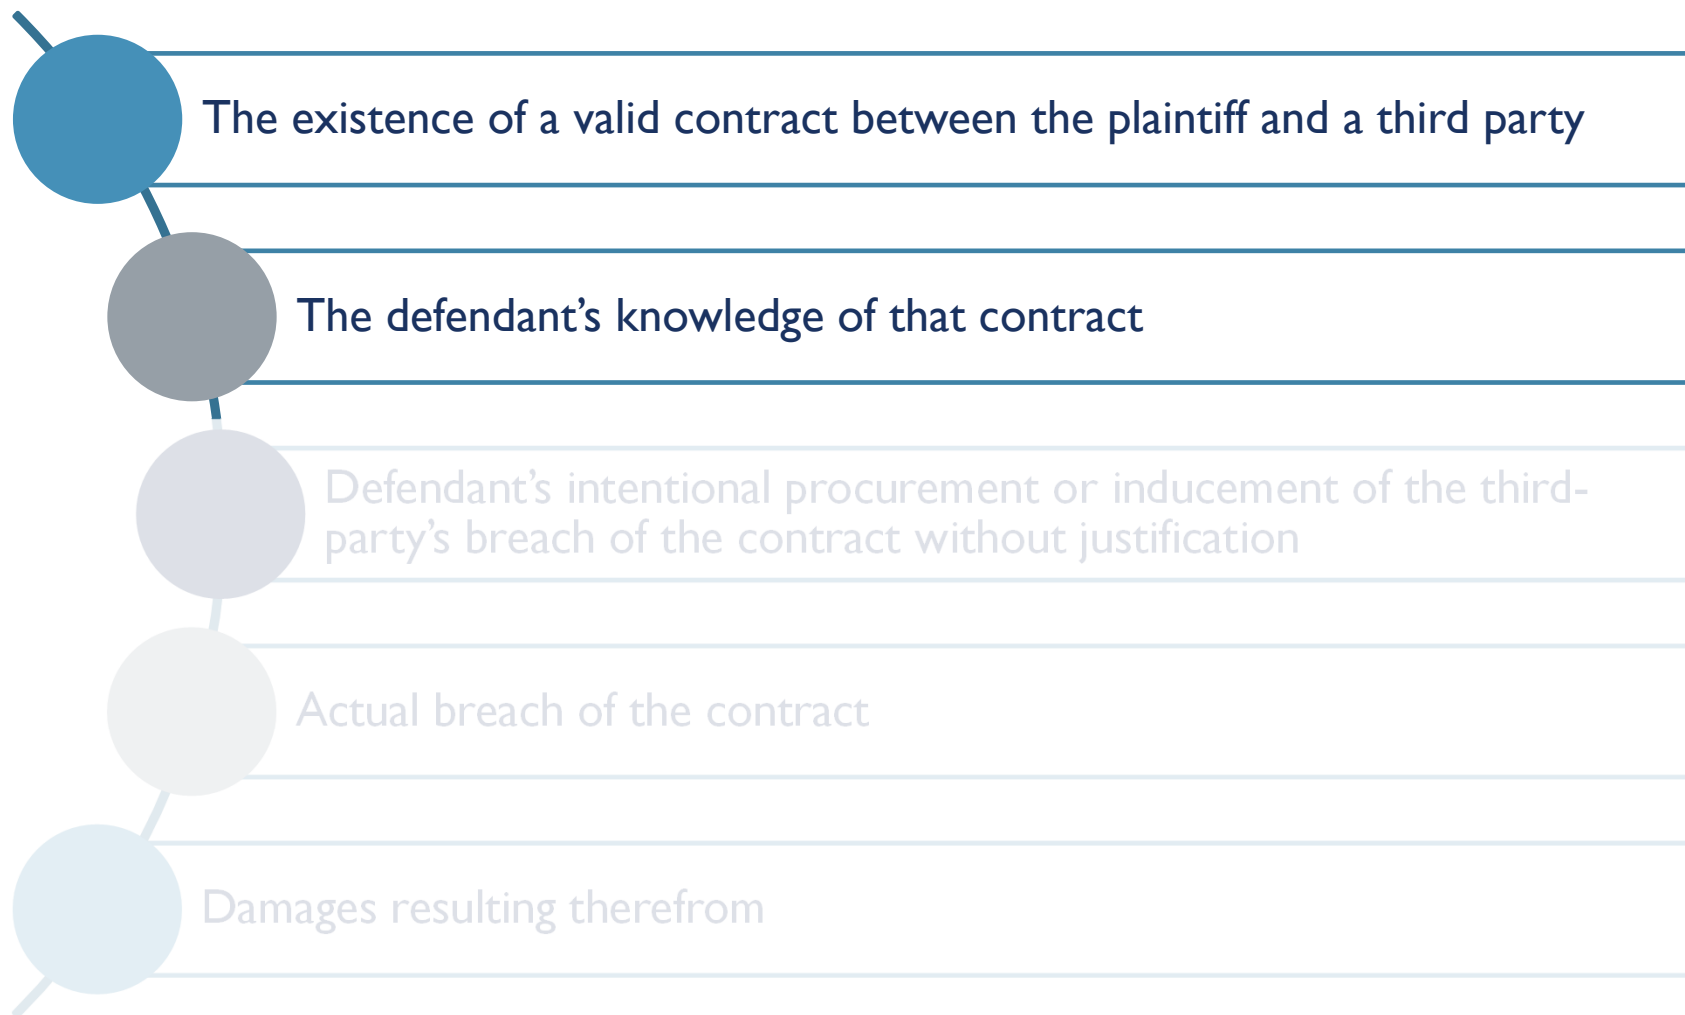 The existence of a valid contract between the plaintiff and a third party
The defendant’s knowledge of that contract
Defendant’s intentional procurement or inducement of the third-
party’s breach of the contract without justification
Actual breach of the contract
Damages resulting therefrom